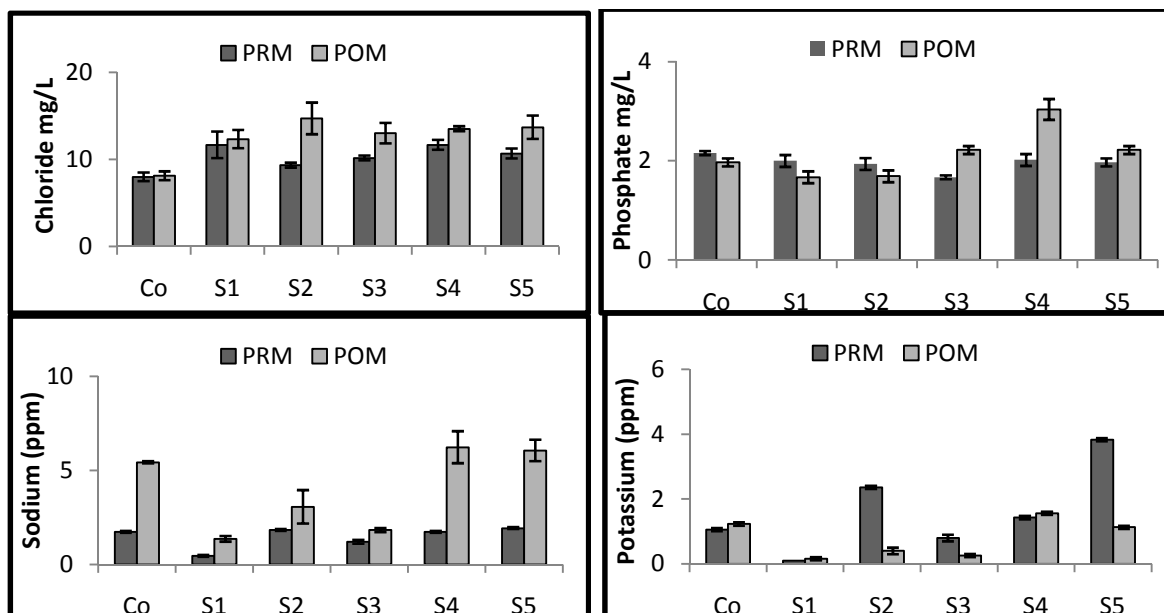 PRM POM
Chloride mg/L
20
10
0
Co S1 S2 S3 S4 S5
PRM POM
Phosphate mg/L
4
2
0
Co S1 S2 S3 S4 S5
PRM POM
Sodium (ppm)
10
5
0
Co S1 S2 S3 S4 S5
PRM POM
Potassium (ppm)
6
4
2
0
Co S1 S2 S3 S4 S5